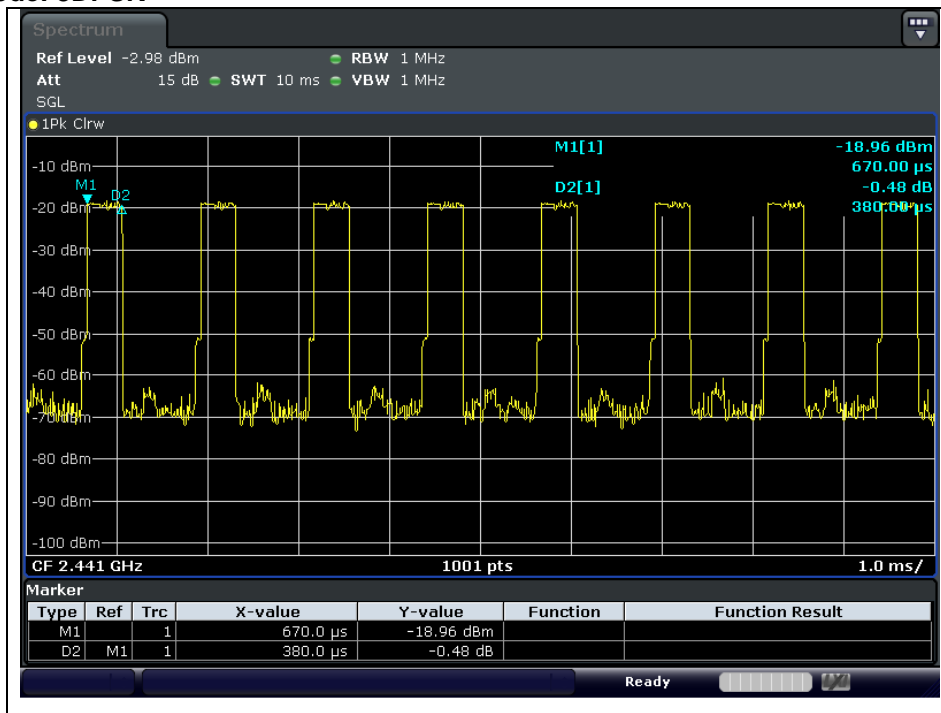 Spectrum
Ref Level -2.98 dBm RBW 1 MHz
Att 15 dB SWT 10 ms VBW 1 MHz
SGL
1Pk Clrw
M1[1] -18.96 dBm
670.00 µs
D2[1] -0.48 dB
380.00 µs
M1
D2
-10 dBm
-20 dBm
-30 dBm
-40 dBm
-50 dBm
-60 dBm
-70 dBm
-80 dBm
-90 dBm
-100 dBm
CF 2.441 GHz 1001 pts 1.0 ms/
Marker
Type Ref Trc X-value Y-value Function Function Result
M1 1 670.0 µs -18.96 dBm
D2 M1 1 380.0 µs -0.48 dB
Ready